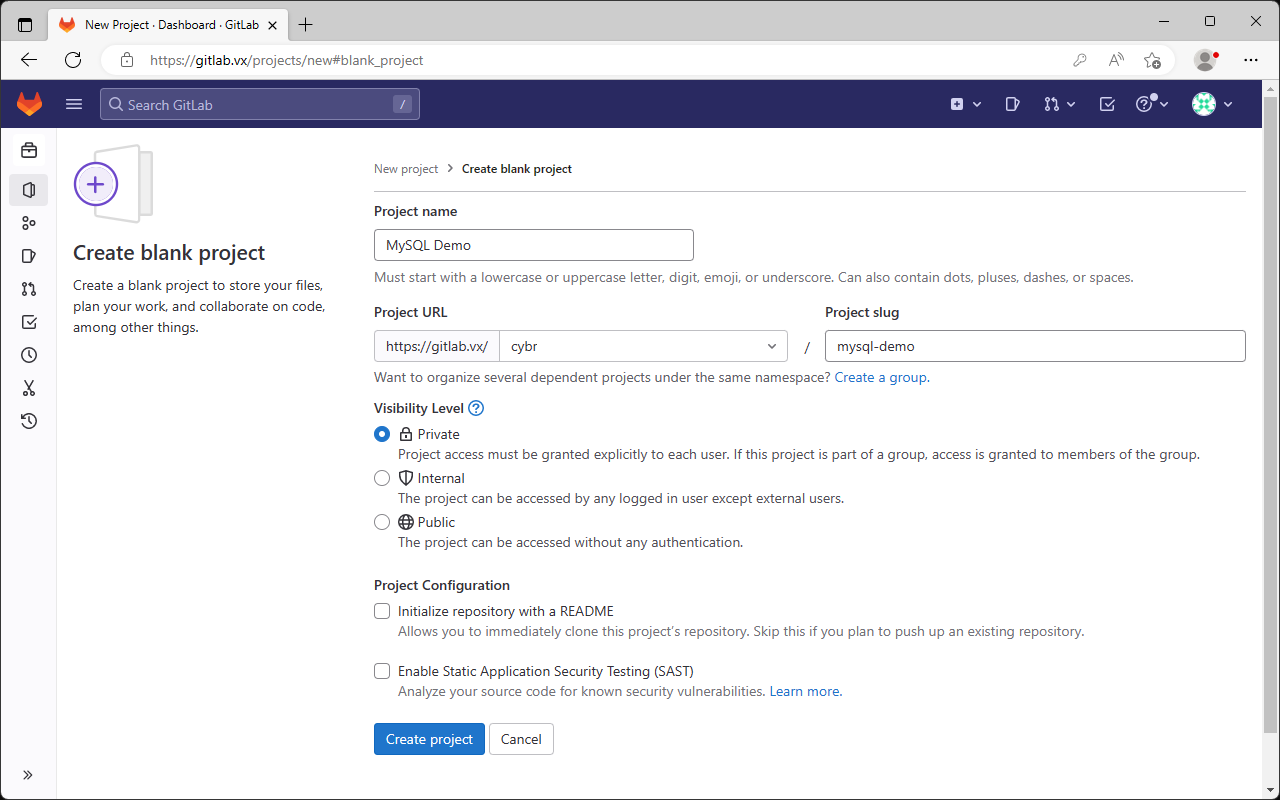 New Project · Dashboard · GitLab
https://gitlab.vx/projects/new#blank_project
Search GitLab /
Create blank project
Create a blank project to store your files,
plan your work, and collaborate on code,
among other things.
New project > Create blank project
Project name
MySQL Demo
Must start with a lowercase or uppercase letter, digit, emoji, or underscore. Can also contain dots, pluses, dashes, or spaces.
Project URL
Project slug
https://gitlab.vx/ cybr / mysql-demo
Want to organize several dependent projects under the same namespace? Create a group.
Visibility Level
Private
Project access must be granted explicitly to each user. If this project is part of a group, access is granted to members of the group.
Internal
The project can be accessed by any logged in user except external users.
Public
The project can be accessed without any authentication.
Project Configuration
Initialize repository with a README
Allows you to immediately clone this project's repository. Skip this if you plan to push up an existing repository.
Enable Static Application Security Testing (SAST)
Analyze your source code for known security vulnerabilities. Learn more.
Create project Cancel